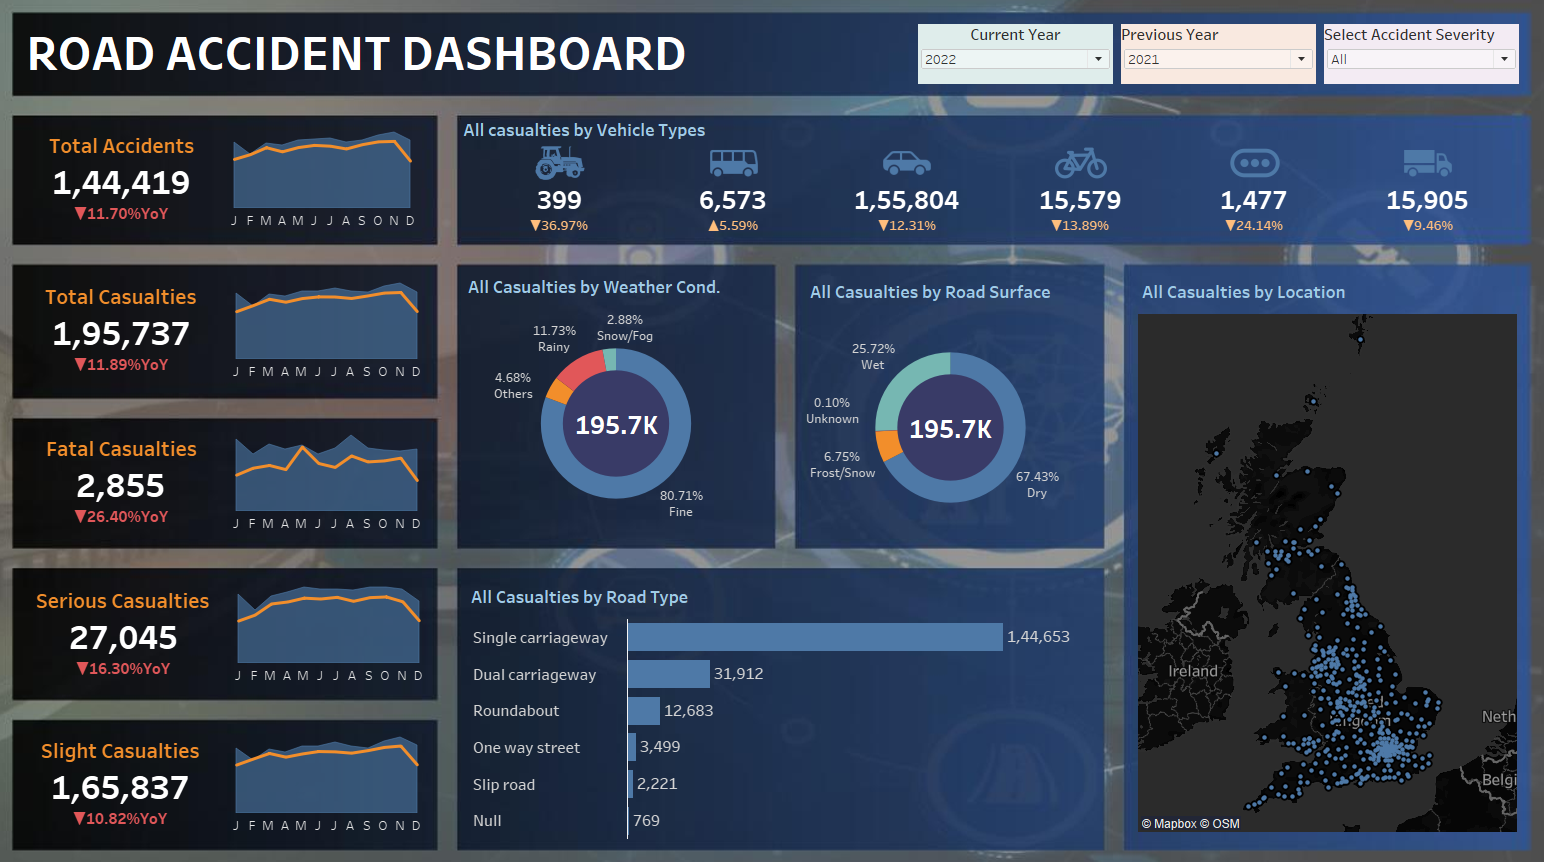 ROAD ACCIDENT DASHBOARD
Current Year
2022
Previous Year
2021
Select Accident Severity
All
Total Accidents
1,44,419
▼11.70%YoY
J F M A M J J A S O N D
All casualties by Vehicle Types
399
▼36.97%
6,573
▲5.59%
1,55,804
▼12.31%
15,579
▼13.89%
1,477
▼24.14%
15,905
▼9.46%
Total Casualties
1,95,737
▼11.89%YoY
J F M A M J J A S O N D
Fatal Casualties
2,855
▼26.40%YoY
J F M A M J J A S O N D
Serious Casualties
27,045
▼16.30%YoY
J F M A M J J A S O N D
Slight Casualties
1,65,837
▼10.82%YoY
J F M A M J J A S O N D
All Casualties by Weather Cond.
2.88%
Snow/Fog
11.73%
Rainy
4.68%
Others
195.7K
80.71%
Fine
All Casualties by Road Surface
25.72%
Wet
0.10%
Unknown
6.75%
Frost/Snow
195.7K
67.43%
Dry
All Casualties by Road Type
Single carriageway 1,44,653
Dual carriageway 31,912
Roundabout 12,683
One way street 3,499
Slip road 2,221
Null 769
All Casualties by Location
Ireland
Neth
Belgi
© Mapbox © OSM